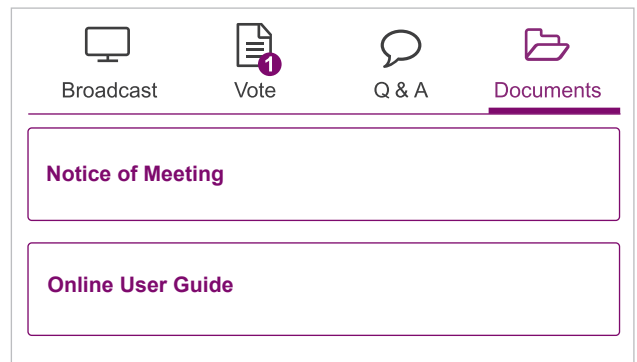 1
Broadcast Vote Q & A Documents
Notice of Meeting
Online User Guide